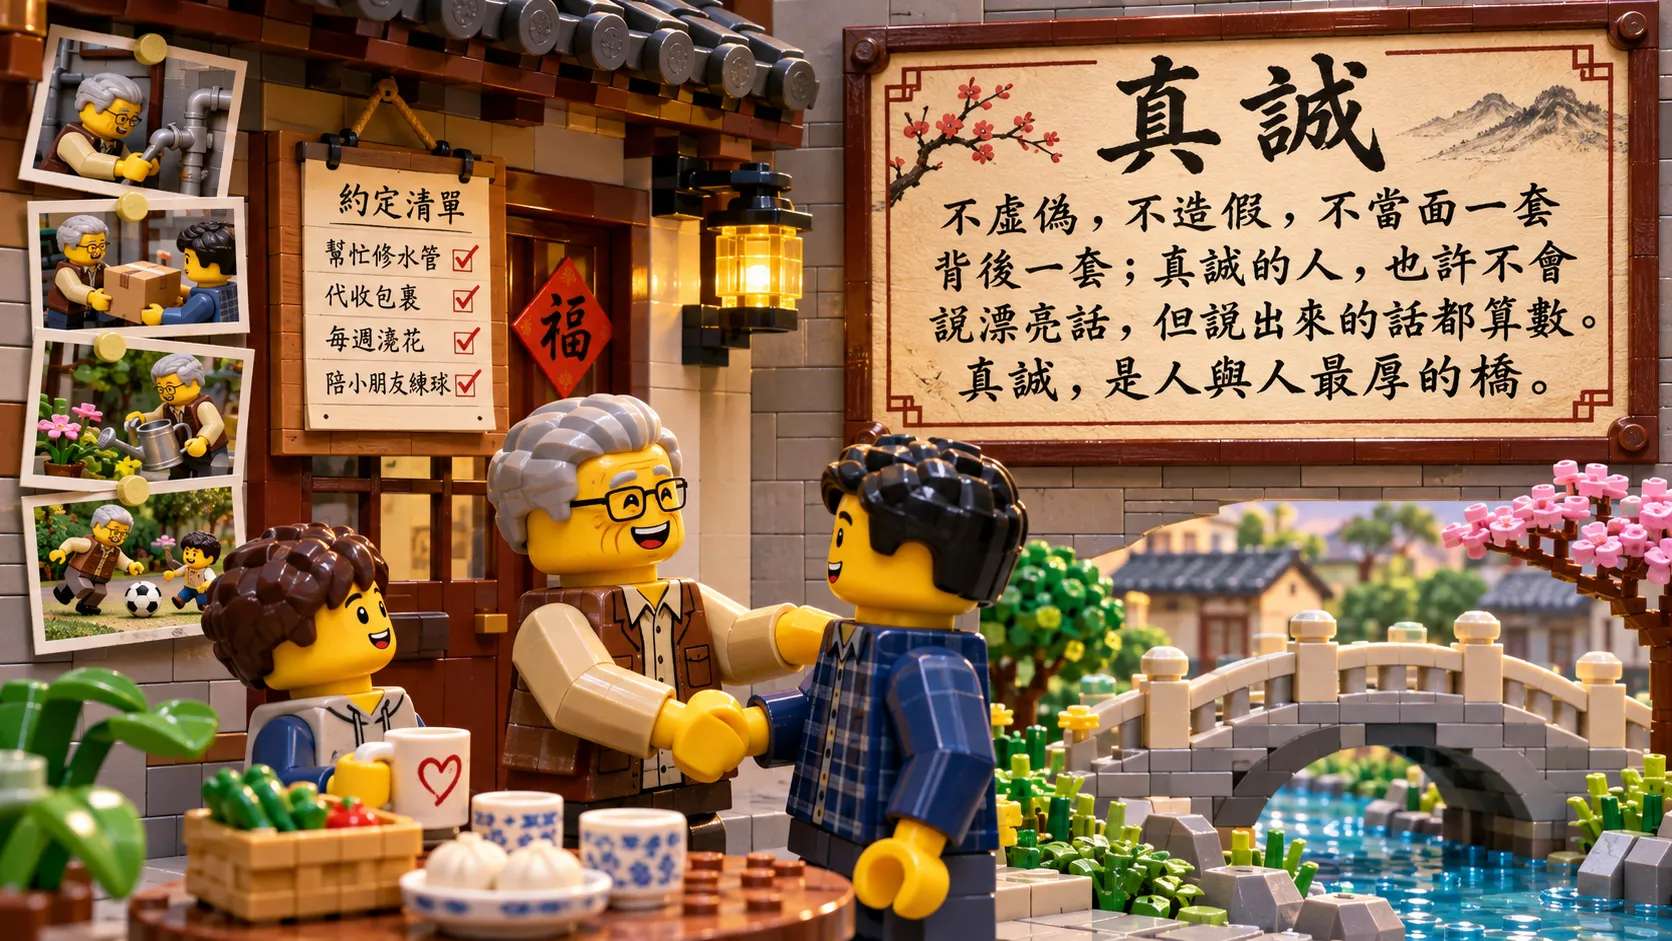 約定清單
幫忙修水管
代收包裹
每週澆花
陪小朋友練球
福
真誠
不虛偽，不造假，不當面一套
背後一套；真誠的人，也許不會
說漂亮話，但說出來的話都算數。
真誠，是人與人最厚的橋。